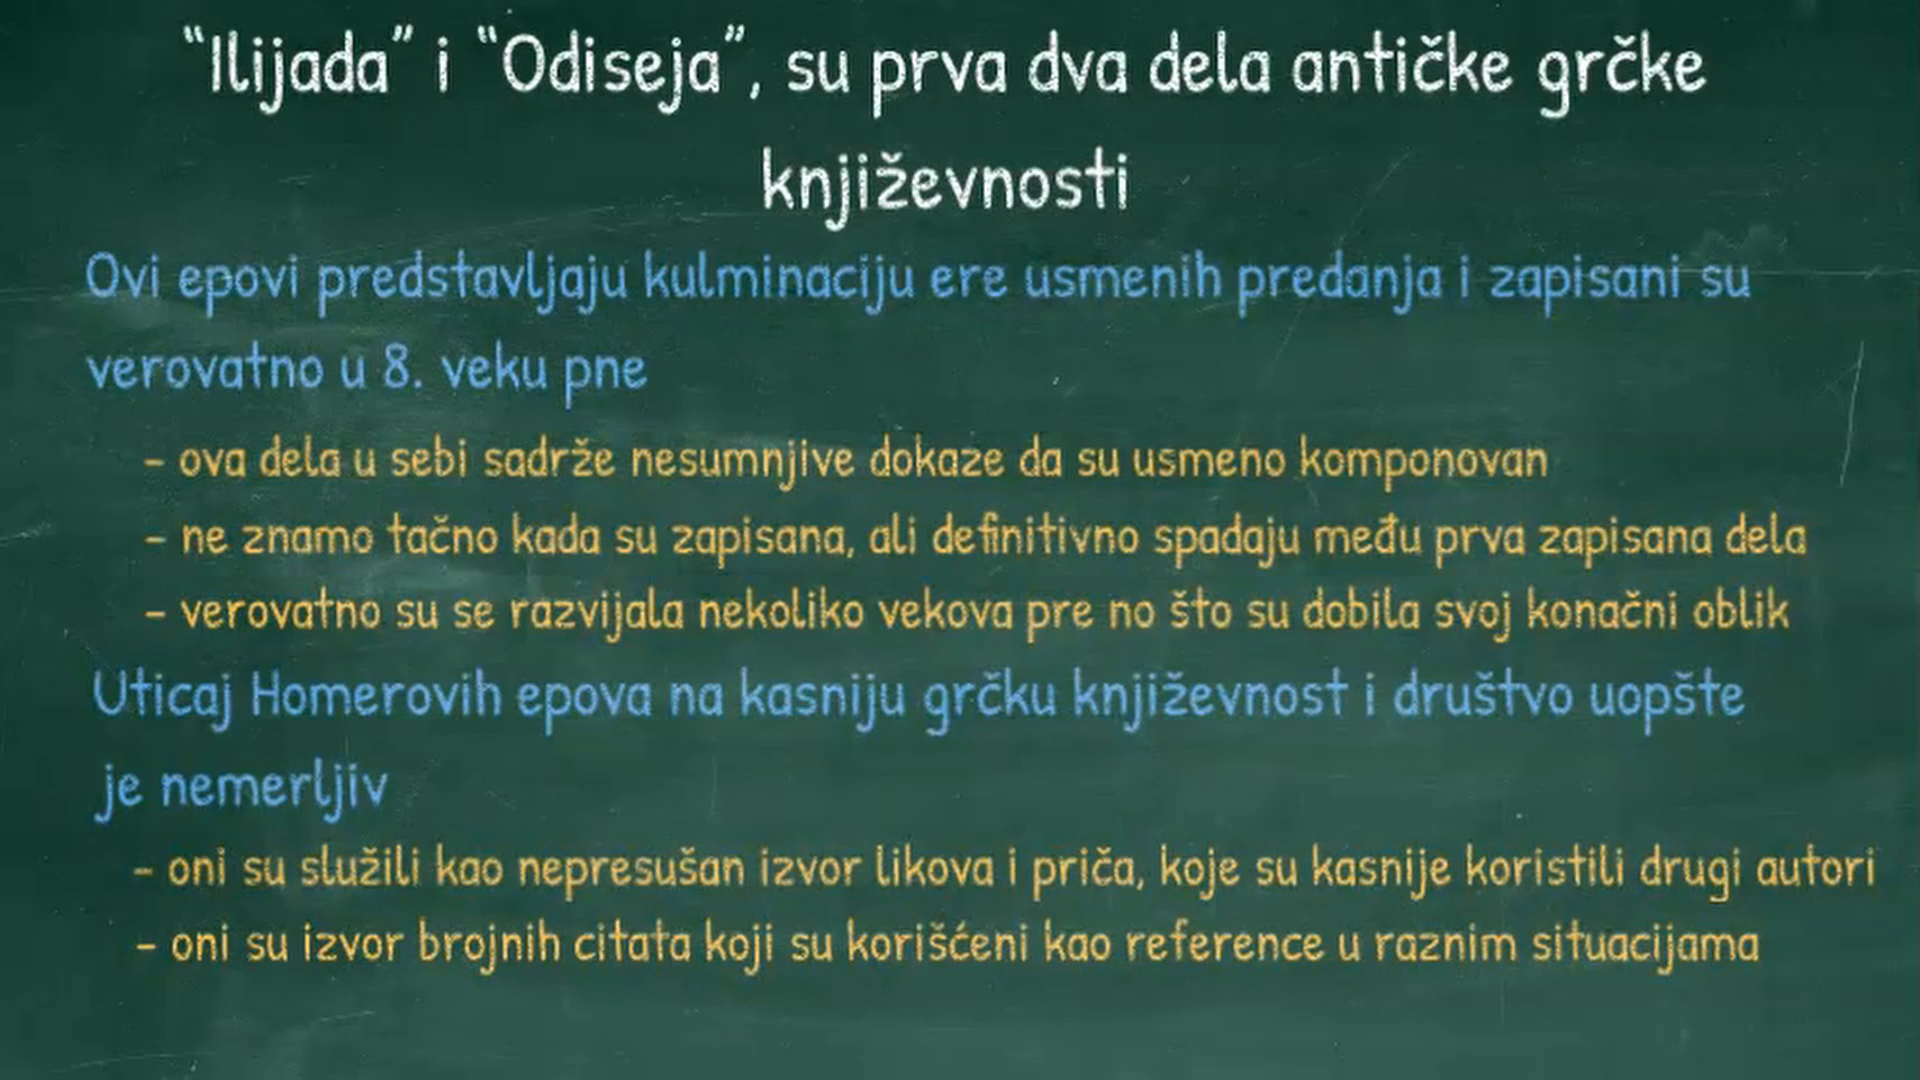 “Ilijada” i “Odiseja”, su prva dva dela antičke grčke
književnosti
Ovi epovi predstavljaju kulminaciju ere usmenih predanja i zapisani su
verovatno u 8. veku pne
- ova dela u sebi sadrže nesumnjive dokaze da su usmeno komponovan
- ne znamo tačno kada su zapisana, ali definitivno spadaju među prva zapisana dela
- verovatno su se razvijala nekoliko vekova pre no što su dobila svoj konačni oblik
Uticaj Homerovih epova na kasniju grčku književnost i društvo uopšte
je nemerljiv
- oni su služili kao nepresušan izvor likova i priča, koje su kasnije koristili drugi autori
- oni su izvor brojnih citata koji su korišćeni kao reference u raznim situacijama